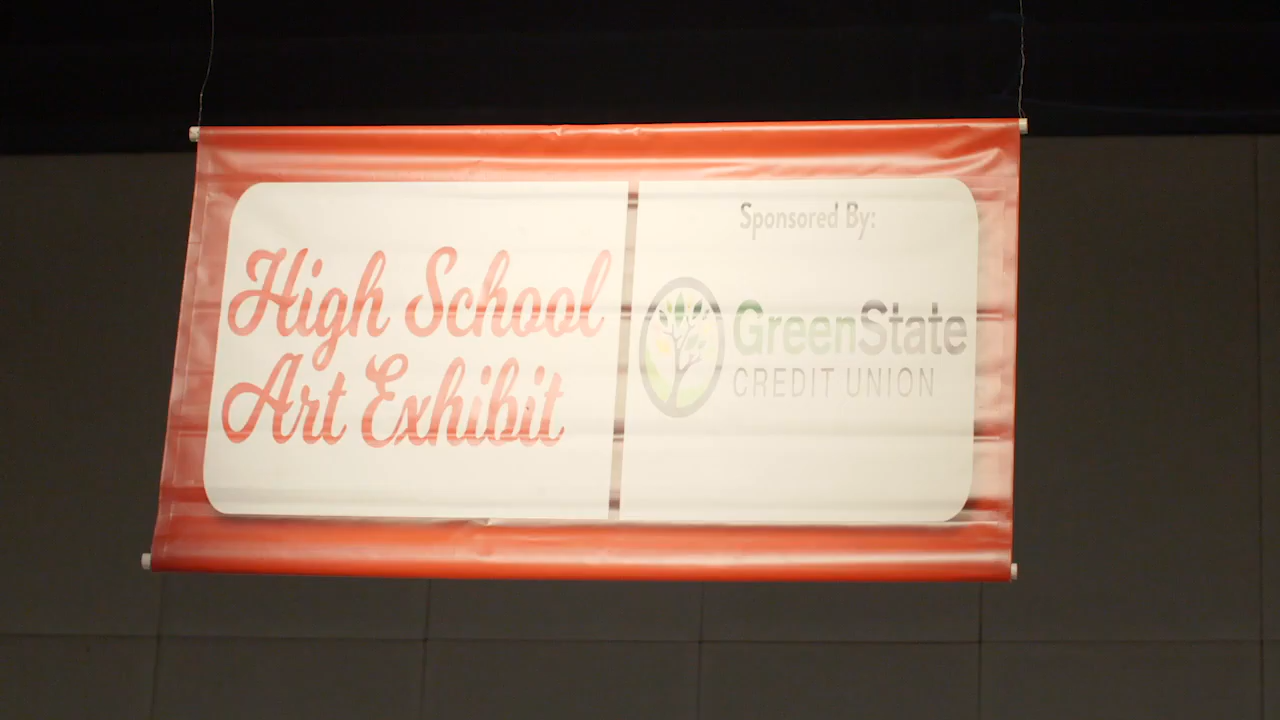 High School
Art Exhibit
Sponsored By:
GreenState
CREDIT UNION